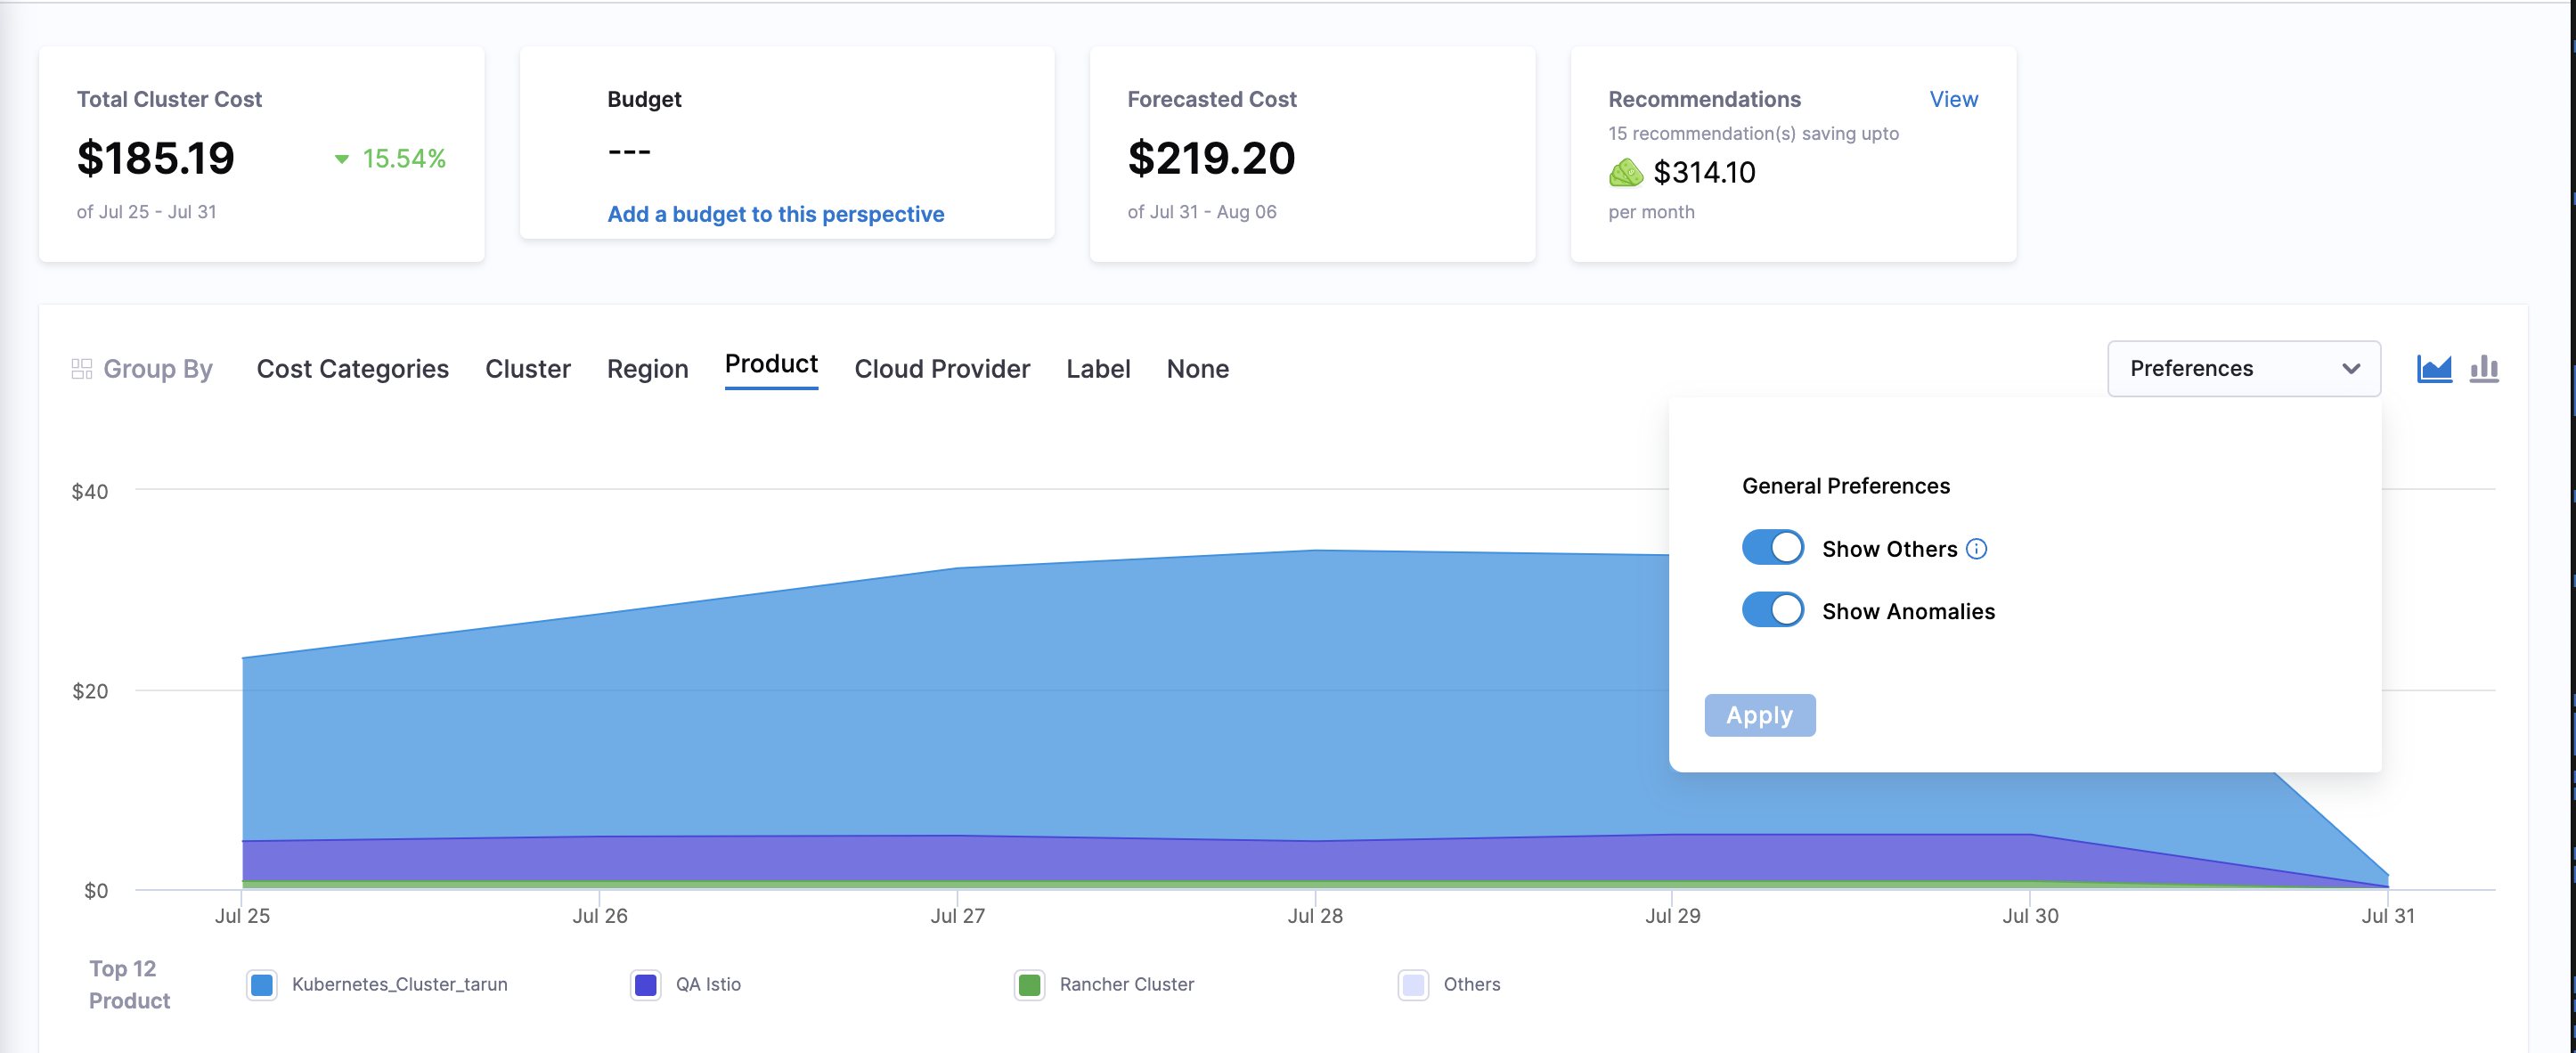 Total Cluster Cost
$185.19
15.54%
of Jul 25 - Jul 31
Budget
---
Add a budget to this perspective
Forecasted Cost
$219.20
of Jul 31 - Aug 06
Recommendations
View
15 recommendation(s) saving upto
$314.10
per month
Group By
Cost Categories
Cluster
Region
Product
Cloud Provider
Label
None
Preferences
General Preferences
Show Others
Show Anomalies
Apply
$40
$20
$0
Jul 25
Jul 26
Jul 27
Jul 28
Jul 29
Jul 30
Jul 31
Top 12
Product
Kubernetes_Cluster_tarun
QA Istio
Rancher Cluster
Others